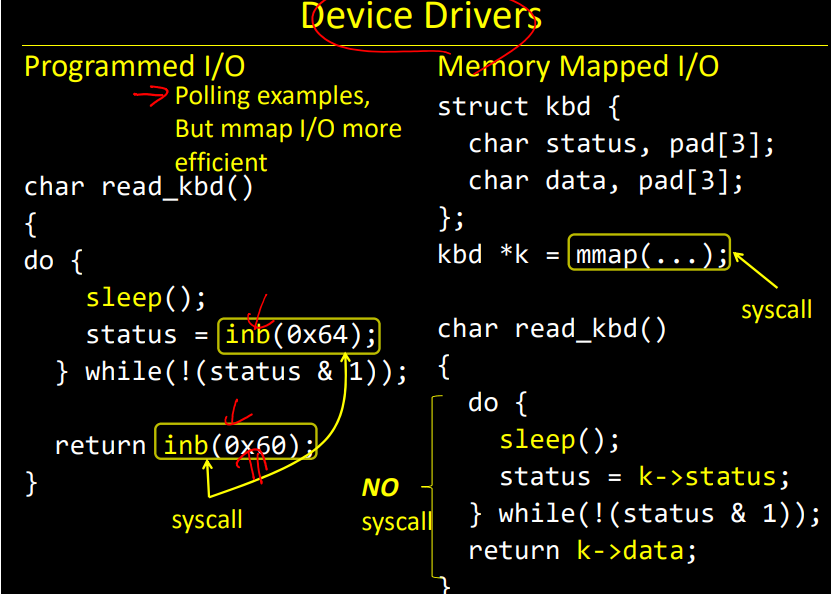 Device Drivers
Programmed I/O
Polling examples,
But mmap I/O more
efficient
char read_kbd()
{
do {
sleep();
status = inb(0x64);
} while(!(status & 1));
return inb(0x60);
}
syscall
Memory Mapped I/O
struct kbd {
char status, pad[3];
char data, pad[3];
};
kbd *k = mmap(...);
syscall
char read_kbd()
{
do {
sleep();
status = k->status;
} while(!(status & 1));
return k->data;
}
NO
syscall